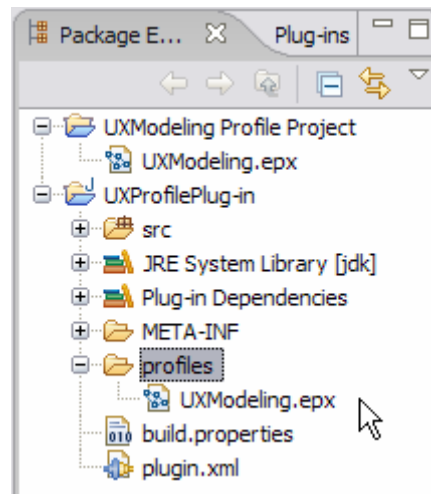 Package E... Plug-ins
UXModeling Profile Project
UXModeling.epx
UXProfilePlug-in
src
JRE System Library [jdk]
Plug-in Dependencies
META-INF
profiles
UXModeling.epx
build.properties
plugin.xml